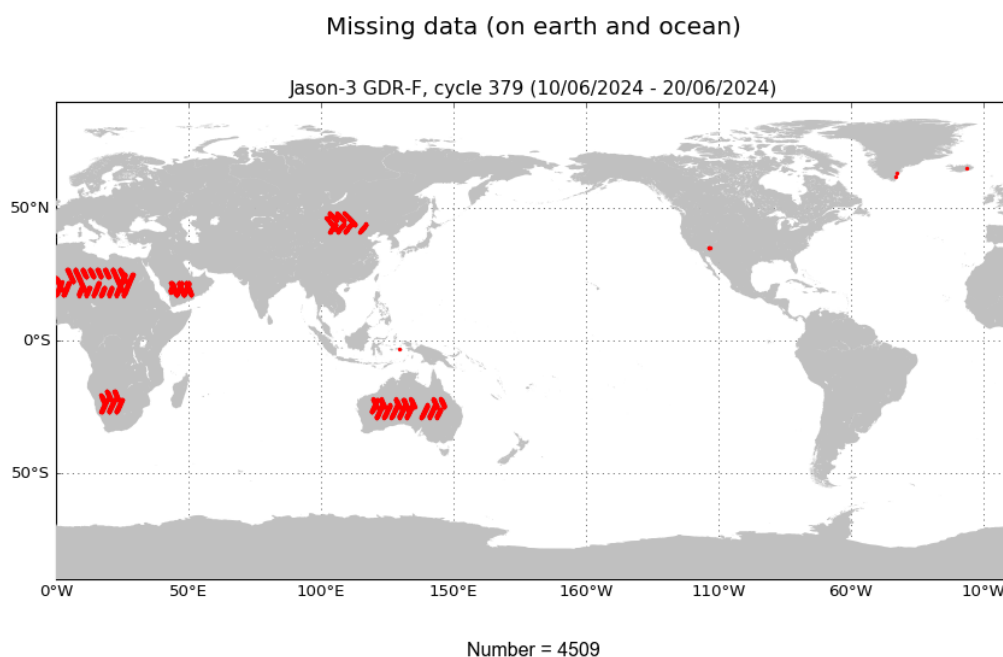 Missing data (on earth and ocean)
Jason-3 GDR-F, cycle 379 (10/06/2024 - 20/06/2024)
50°N
0°S
50°S
0°W 50°E 100°E 150°E 160°W 110°W 60°W 10°W
Number = 4509